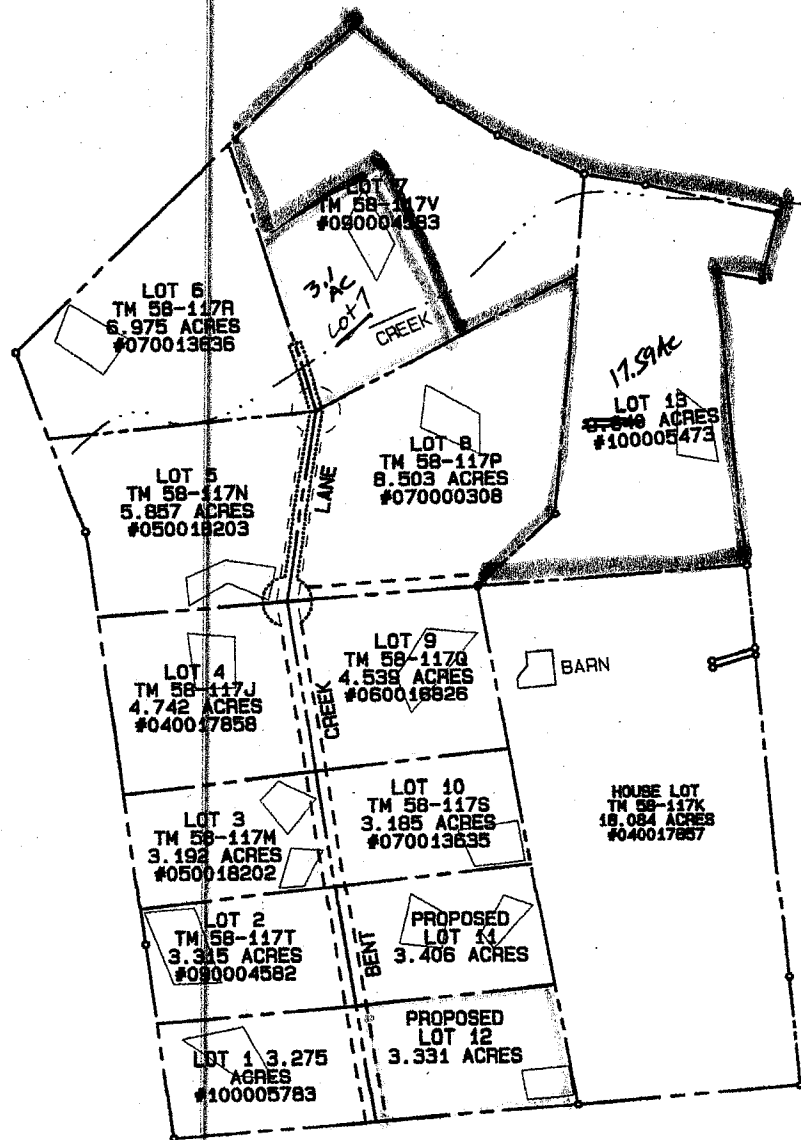 LOT 7
TM 58-117V
#090004583
3.1
AC
LOT 7
CREEK
LOT 6
TM 58-117R
6.975 ACRES
#070013636
17.59 AC
LOT 13
ACRES
#100005473
LOT 8
TM 58-117P
8.503 ACRES
#070000308
LANE
LOT 5
TM 58-117N
5.857 ACRES
#050018203
LOT 9
TM 58-117Q
4.539 ACRES
#060016826
BARN
LOT 4
TM 58-117J
4.742 ACRES
#040017858
CREEK
LOT 10
TM 58-117S
3.185 ACRES
#070013635
HOUSE LOT
TM 58-117K
18.084 ACRES
#040017857
LOT 3
TM 58-117M
3.192 ACRES
#050018202
LOT 2
TM 58-117T
3.315 ACRES
#090004582
BENT
PROPOSED
LOT 11
3.406 ACRES
PROPOSED
LOT 12
3.331 ACRES
LOT 1 3.275
ACRES
#100005783